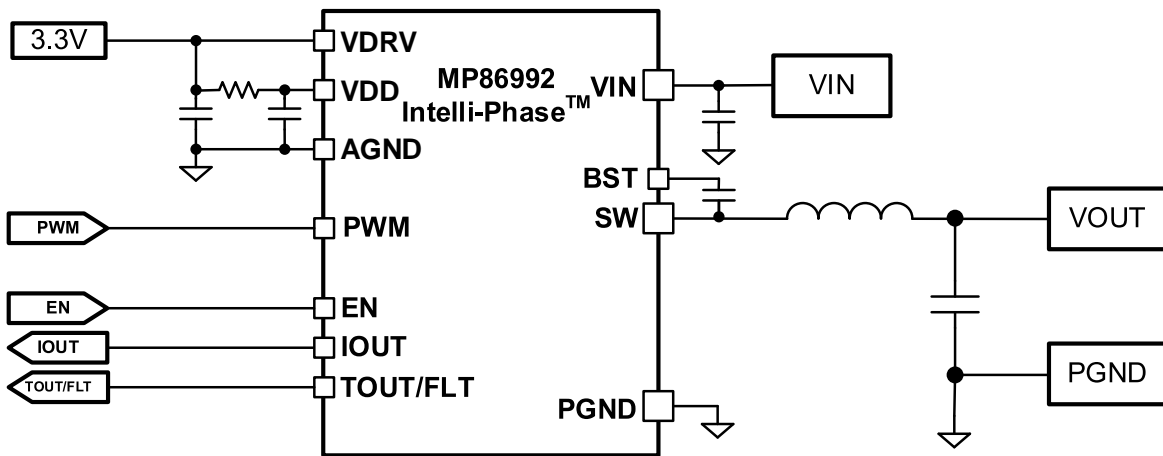 3.3V
VDRV
VDD
AGND
PWM
PWM
EN
EN
IOUT
IOUT
TOUT/FLT
TOUT/FLT
MP86992
Intelli-Phase™
VIN
VIN
BST
SW
VOUT
PGND
PGND